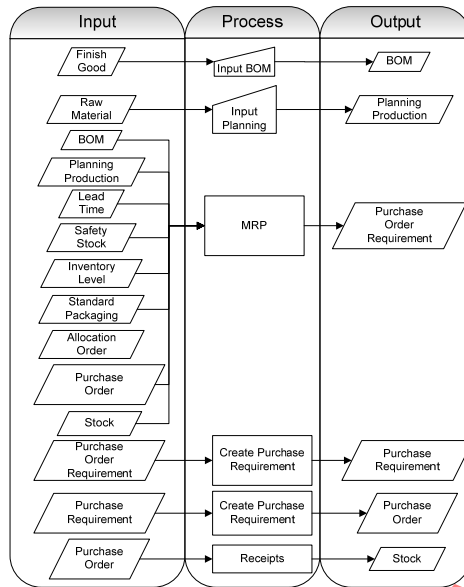 Input
Process
Output
Finish
Good
Input BOM
BOM
Raw
Material
Input
Planning
Planning
Production
BOM
Planning
Production
Lead
Time
Safety
Stock
Inventory
Level
Standard
Packaging
Allocation
Order
Purchase
Order
Stock
MRP
Purchase
Order
Requirement
Purchase
Order
Requirement
Create Purchase
Requirement
Purchase
Requirement
Purchase
Requirement
Create Purchase
Requirement
Purchase
Order
Purchase
Order
Receipts
Stock